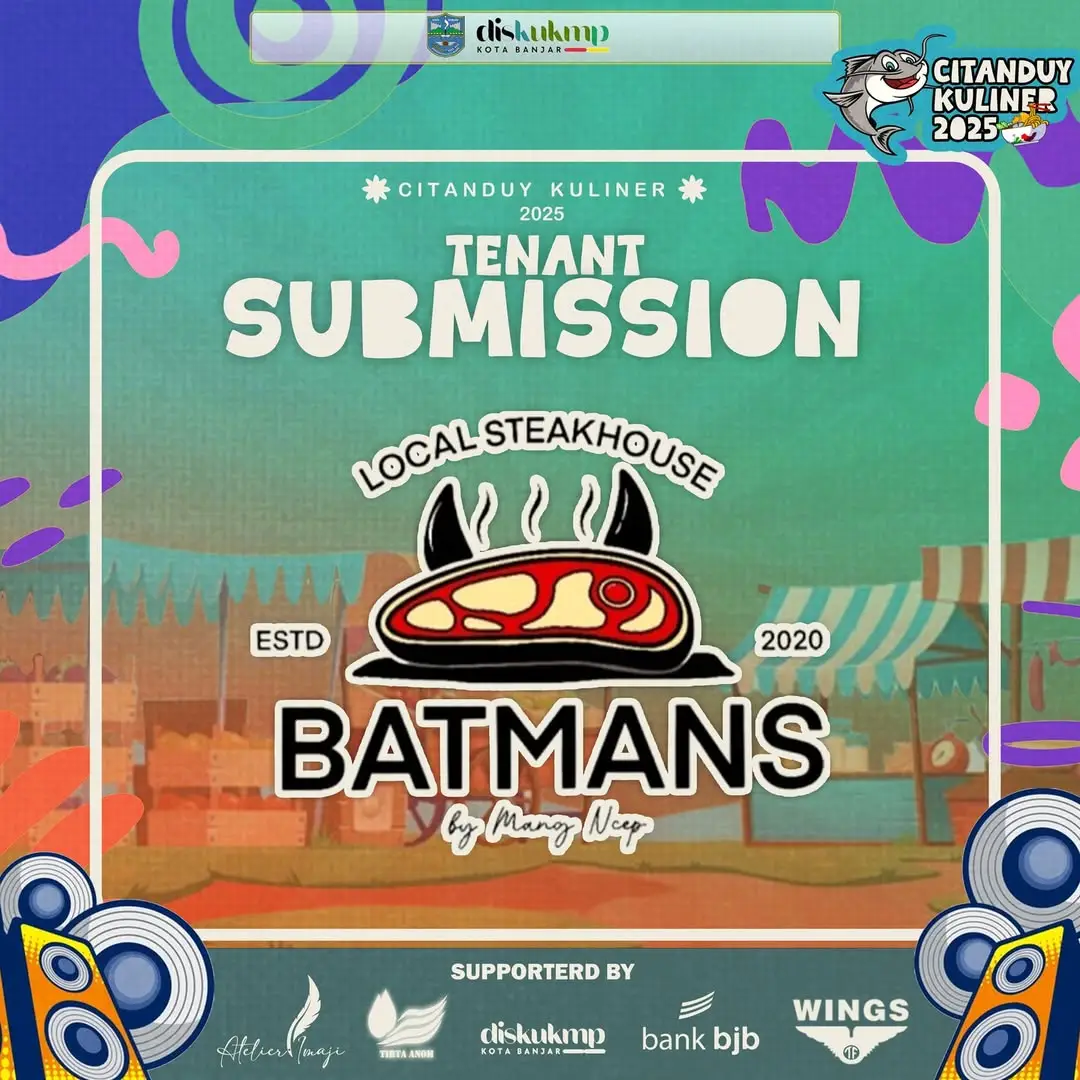 diskukmp
KOTA BANJAR
CITANDUY
KULINER
2025
CITANDUY KULINER
2025
TENANT
SUBMISSION
LOCAL STEAKHOUSE
ESTD
2020
BATMANS
by Mang Ncep
SUPPORTERD BY
Atelier Imaji
TIRTA ANOM
diskukmp
KOTA BANJAR
bank bjb
WINGS